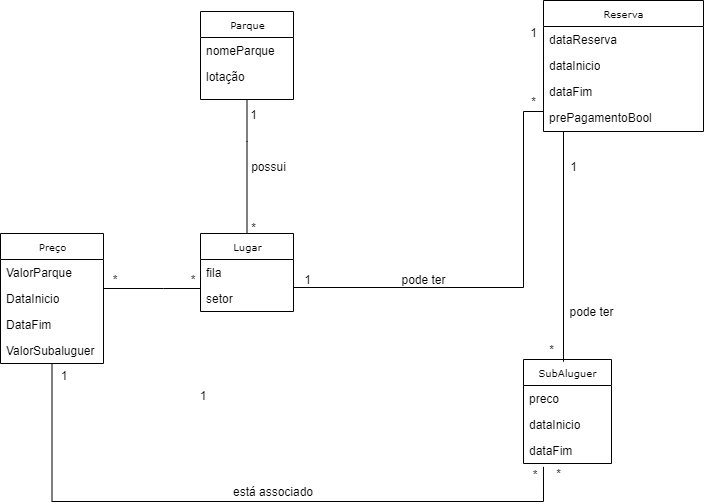 Parque
nomeParque
lotação
Reserva
dataReserva
dataInicio
dataFim
prePagamentoBool
1
*
1
possui
*
1
Preço
ValorParque
DataInicio
DataFim
ValorSubaluguer
*
*
Lugar
fila
setor
1
pode ter
pode ter
*
SubAluguer
preco
dataInicio
dataFim
1
1
*
*
está associado